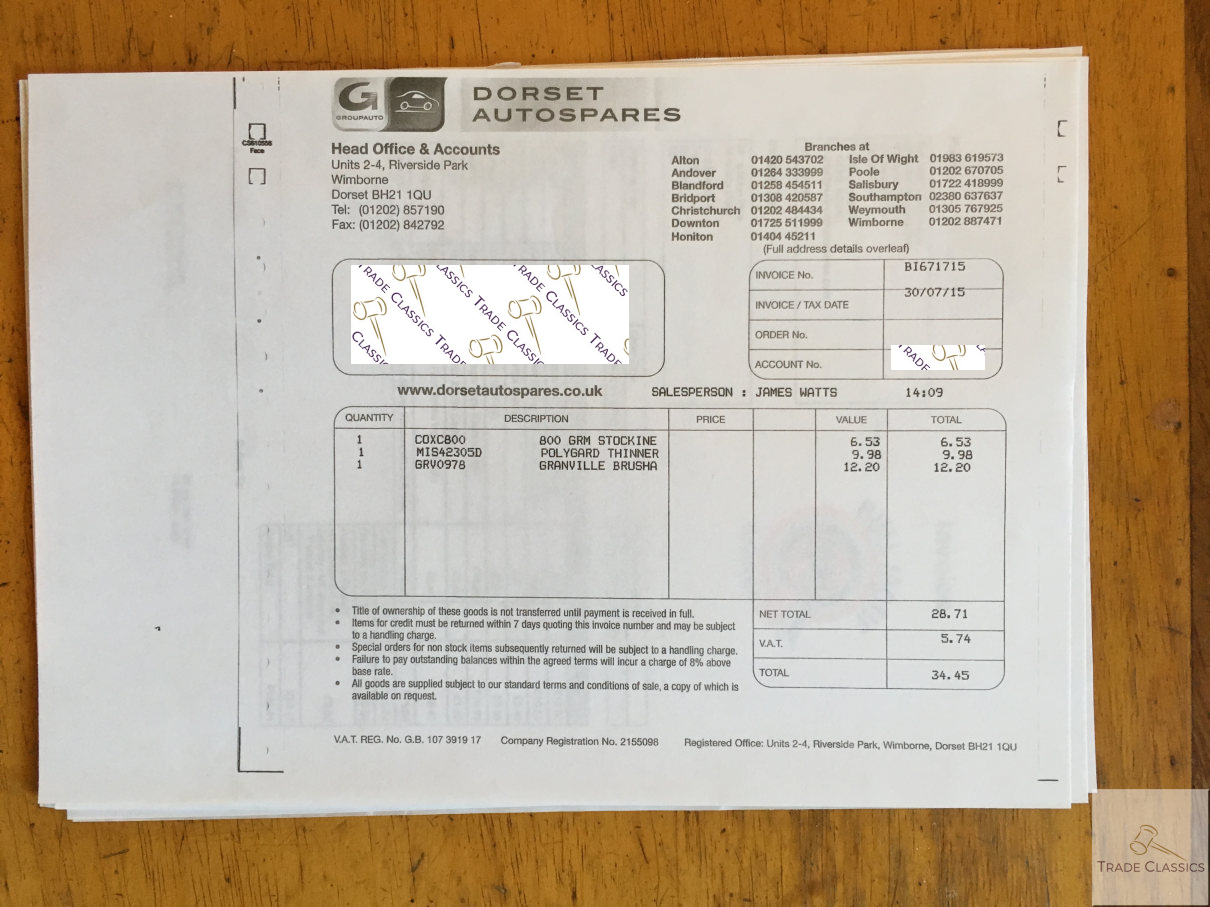 G
GROUPAUTO
DORSET
AUTOSPARES
CS610556
Face
Head Office & Accounts
Units 2-4, Riverside Park
Wimborne
Dorset BH21 1QU
Tel: (01202) 857190
Fax: (01202) 842792
Branches at
Alton 01420 543702 Isle Of Wight 01983 619573
Andover 01264 333999 Poole 01202 670705
Blandford 01258 454511 Salisbury 01722 418999
Bridport 01308 420587 Southampton 02380 637637
Christchurch 01202 484434 Weymouth 01305 767925
Downton 01725 511999 Wimborne 01202 887471
Honiton 01404 45211
(Full address details overleaf)
TRADE CLASSICS TRADE CLASSICS TRADE CLASSICS TRADE
INVOICE No. BI671715
INVOICE / TAX DATE 30/07/15
ORDER No.
ACCOUNT No. TRADE
www.dorsetautospares.co.uk SALESPERSON : JAMES WATTS 14:09
QUANTITY DESCRIPTION PRICE VALUE TOTAL
1 COXC800 800 GRM STOCKINE 6.53 6.53
1 MIS42305D POLYGARD THINNER 9.98 9.98
1 GRV0978 GRANVILLE BRUSHA 12.20 12.20
• Title of ownership of these goods is not transferred until payment is received in full.
• Items for credit must be returned within 7 days quoting this invoice number and may be subject
to a handling charge.
• Special orders for non stock items subsequently returned will be subject to a handling charge.
• Failure to pay outstanding balances within the agreed terms will incur a charge of 8% above
base rate.
• All goods are supplied subject to our standard terms and conditions of sale, a copy of which is
available on request.
NET TOTAL 28.71
V.A.T. 5.74
TOTAL 34.45
V.A.T. REG. No. G.B. 107 3919 17 Company Registration No. 2155098 Registered Office: Units 2-4, Riverside Park, Wimborne, Dorset BH21 1QU
TRADE CLASSICS